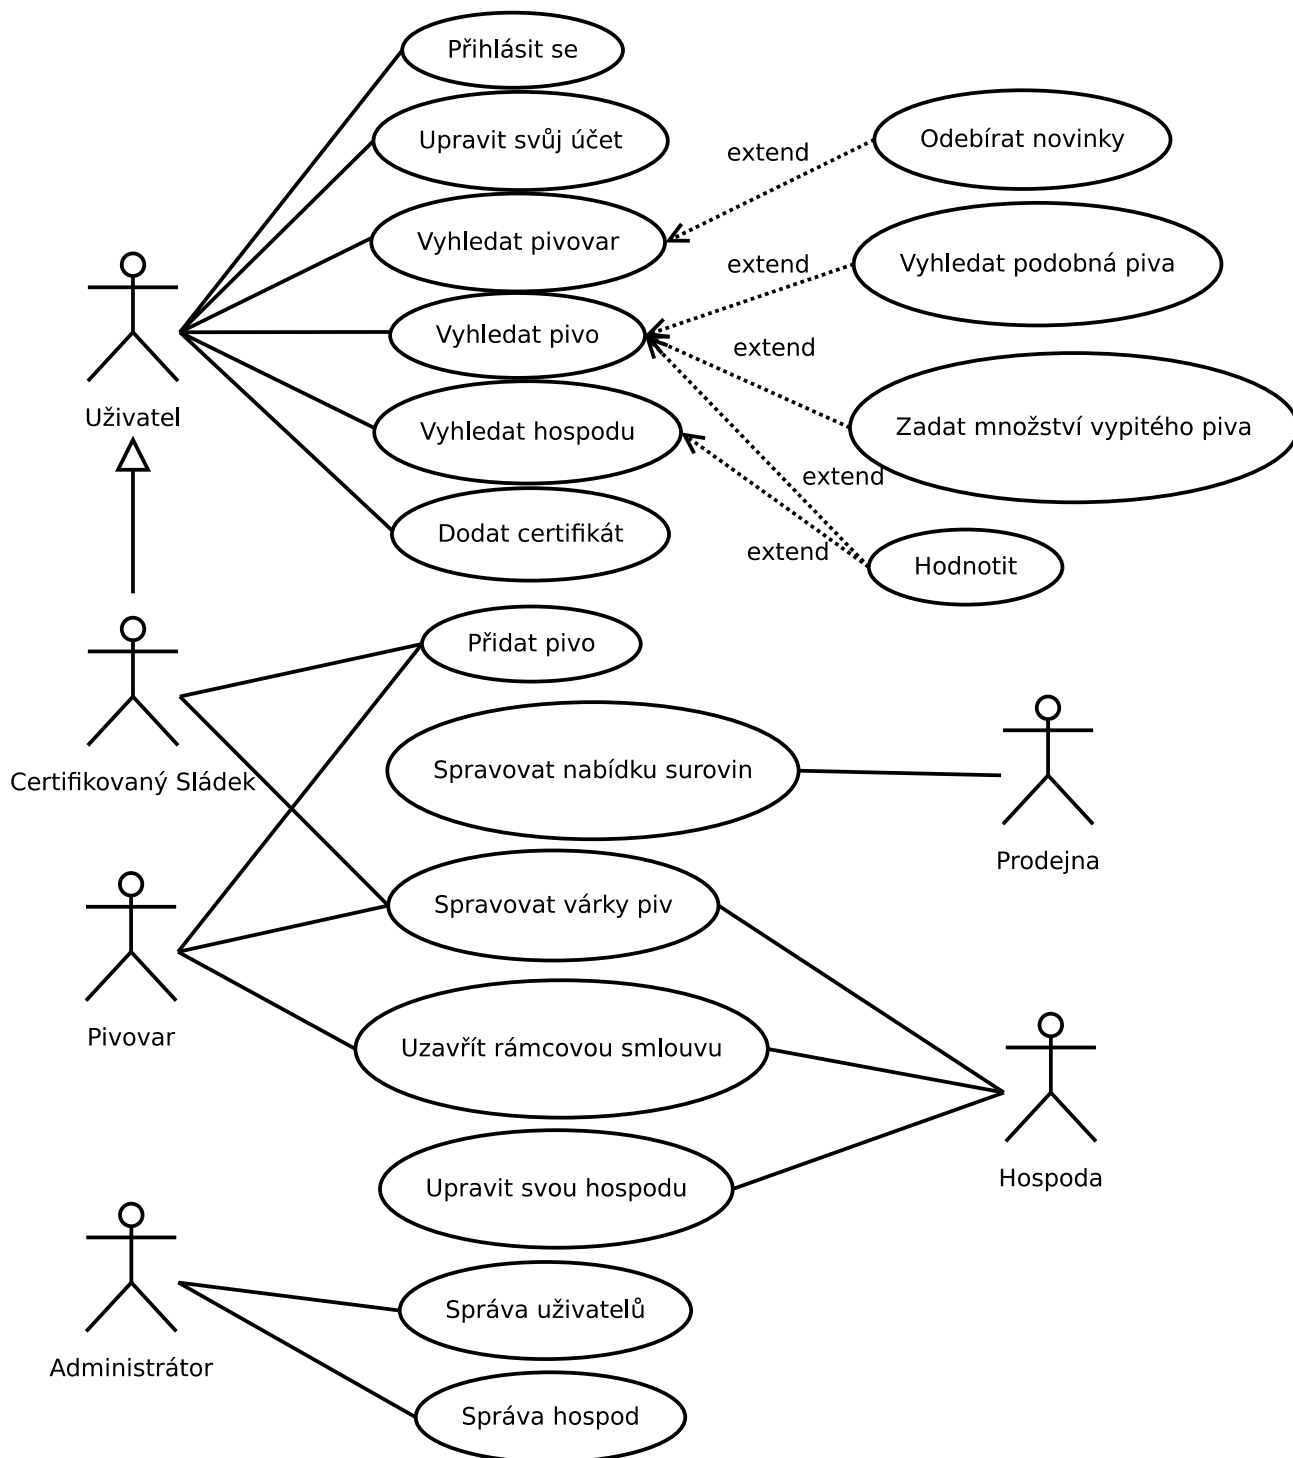 Přihlásit se
Upravit svůj účet
Odebírat novinky
extend
Vyhledat pivovar
Vyhledat podobná piva
extend
Vyhledat pivo
extend
Uživatel
Vyhledat hospodu
Zadat množství vypitého piva
extend
Dodat certifikát
extend
Hodnotit
Přidat pivo
Certifikovaný Sládek
Spravovat nabídku surovin
Prodejna
Spravovat várky piv
Pivovar
Uzavřít rámcovou smlouvu
Upravit svou hospodu
Hospoda
Správa uživatelů
Administrátor
Správa hospod